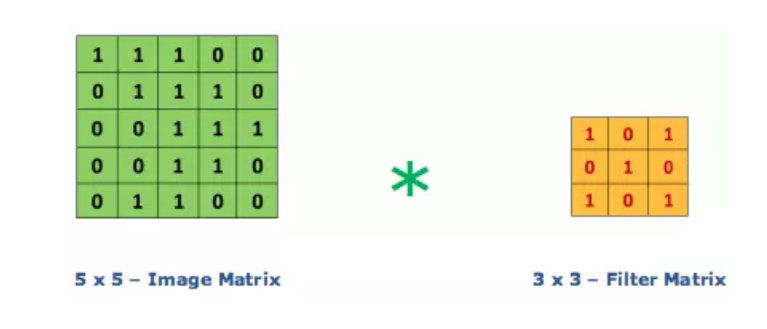 1 1 1 0 0
0 1 1 1 0
0 0 1 1 1
0 0 1 1 0
0 1 1 0 0
*
1 0 1
0 1 0
1 0 1
5 x 5 – Image Matrix
3 x 3 – Filter Matrix